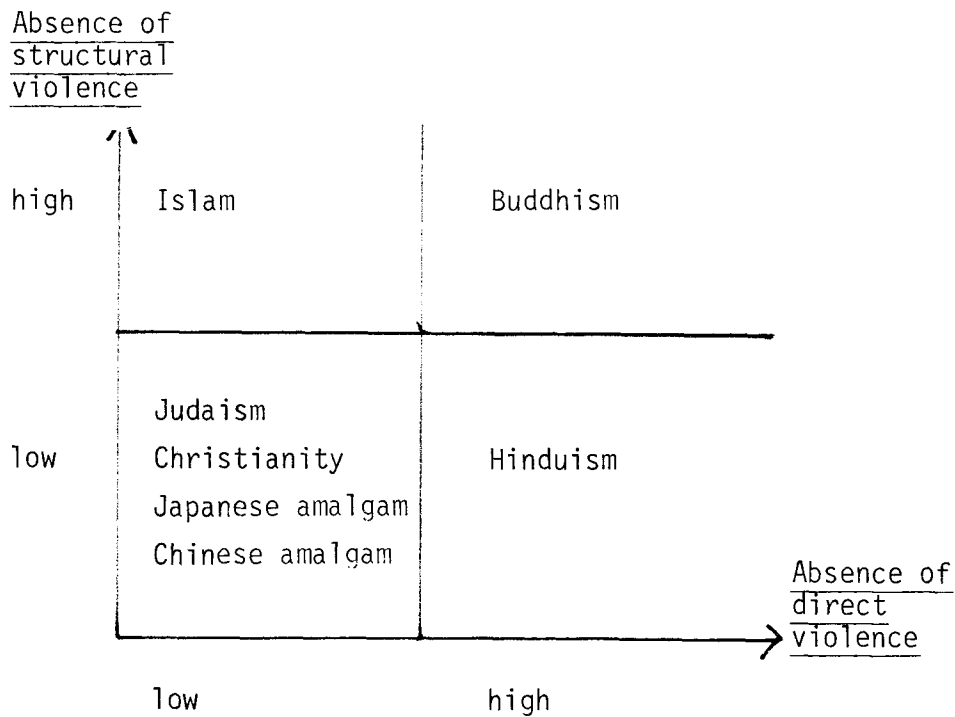 Absence of
structural
violence
high
Islam
Buddhism
Judaism
low
Christianity
Hinduism
Japanese amalgam
Chinese amalgam
Absence of
direct
violence
low
high